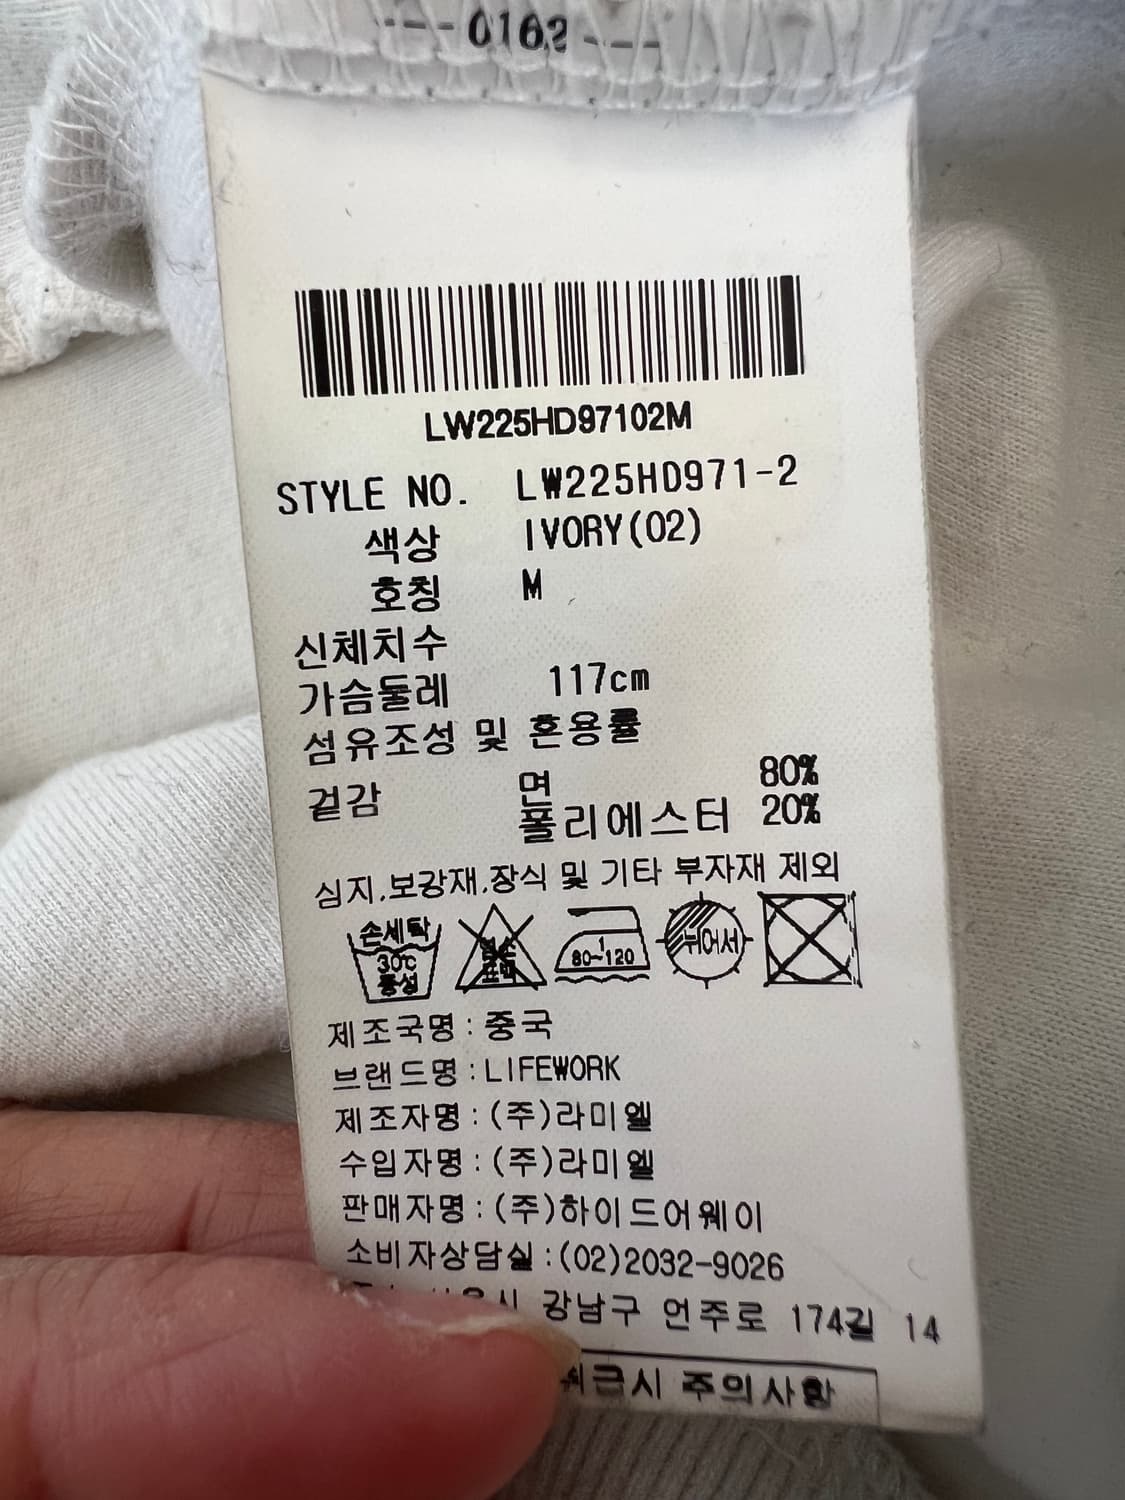 ---0162---
LW225HD97102M
STYLE NO. LW225HD971-2
색상 IVORY(02)
호칭 M
신체치수
가슴둘레 117cm
섬유조성 및 혼용률
겉감 면 80%
폴리에스터 20%
심지,보강재,장식 및 기타 부자재 제외
손세탁
30℃
중성
염소
표백
1
80~120
뉘어서
제조국명:중국
브랜드명:LIFEWORK
제조자명:(주)라미엘
수입자명:(주)라미엘
판매자명:(주)하이드어웨이
소비자상담실:(02)2032-9026
강남구 언주로 174길 14
취급시 주의사항